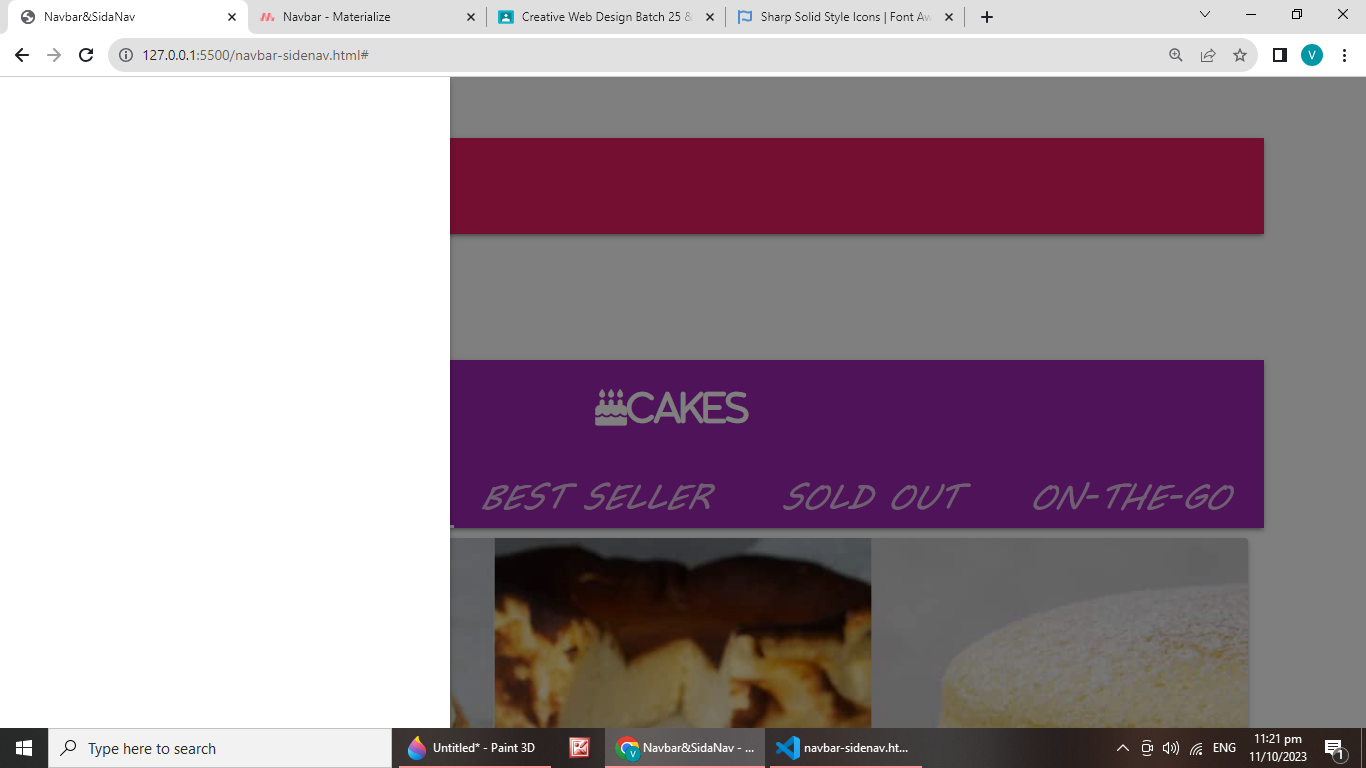 Navbar&SidaNav
Navbar - Materialize
Creative Web Design Batch 25 &
Sharp Solid Style Icons | Font Aw
127.0.0.1:5500/navbar-sidenav.html#
V
CAKES
BEST SELLER
SOLD OUT
ON-THE-GO
Type here to search
Untitled* - Paint 3D
V
Navbar&SidaNav - ...
navbar-sidenav.ht...
ENG
11:21 pm
11/10/2023
1